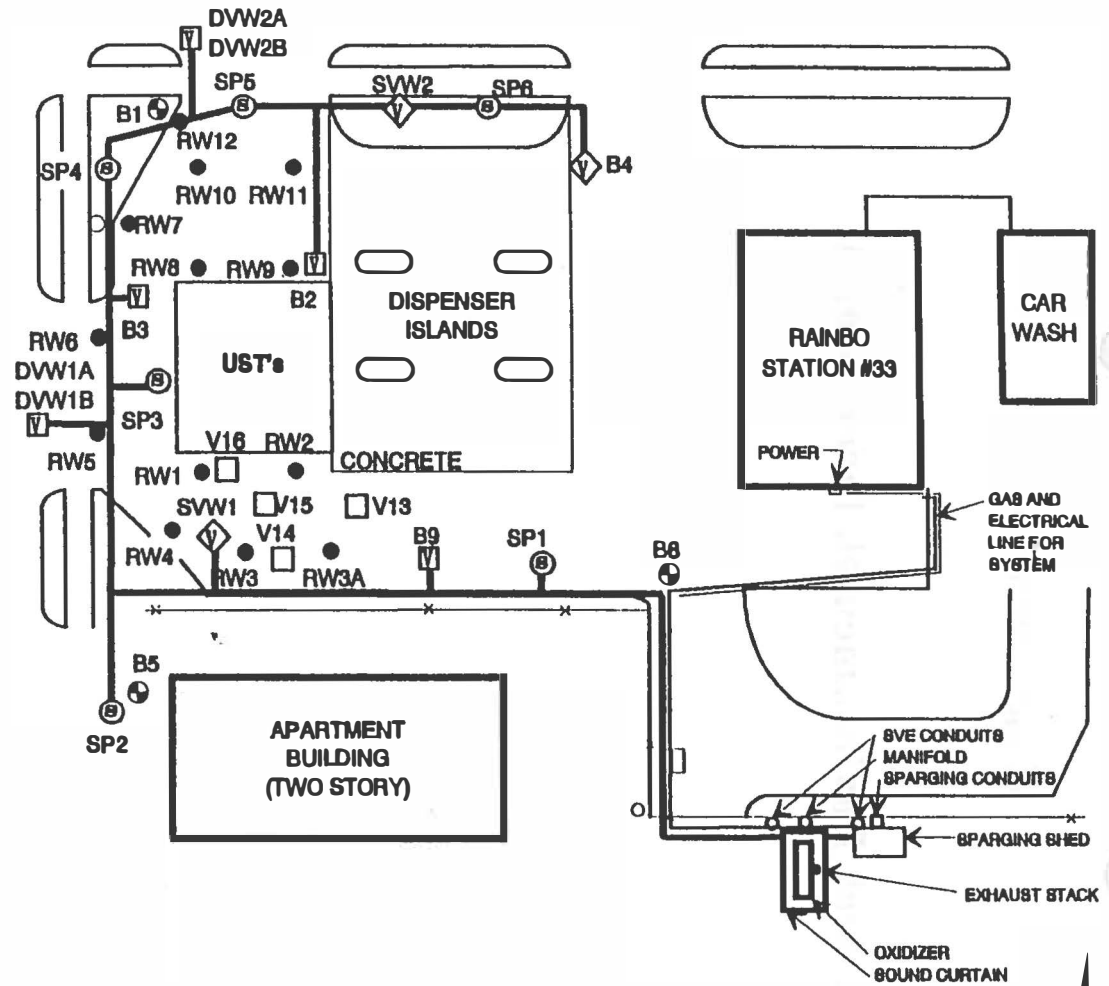 DVW2A
DVW2B
SP5
SVW2
SP6
B1
RW12
SP4
B4
RW10
RW11
RW7
RW8
RW9
B2
DISPENSER
ISLANDS
RAINBO
STATION #33
CAR
WASH
B3
RW6
UST's
DVW1A
DVW1B
SP3
RW5
V16
RW2
CONCRETE
POWER
RW1
SVW1
V15
V13
GAS AND
ELECTRICAL
LINE FOR
SYSTEM
V14
B9
SP1
B6
RW4
RW3
RW3A
B5
SP2
APARTMENT
BUILDING
(TWO STORY)
SVE CONDUITS
MANIFOLD
SPARGING CONDUITS
SPARGING SHED
EXHAUST STACK
OXIDIZER
SOUND CURTAIN
V
S
V
S
S
V
V
V
S
V
V
V
S
S